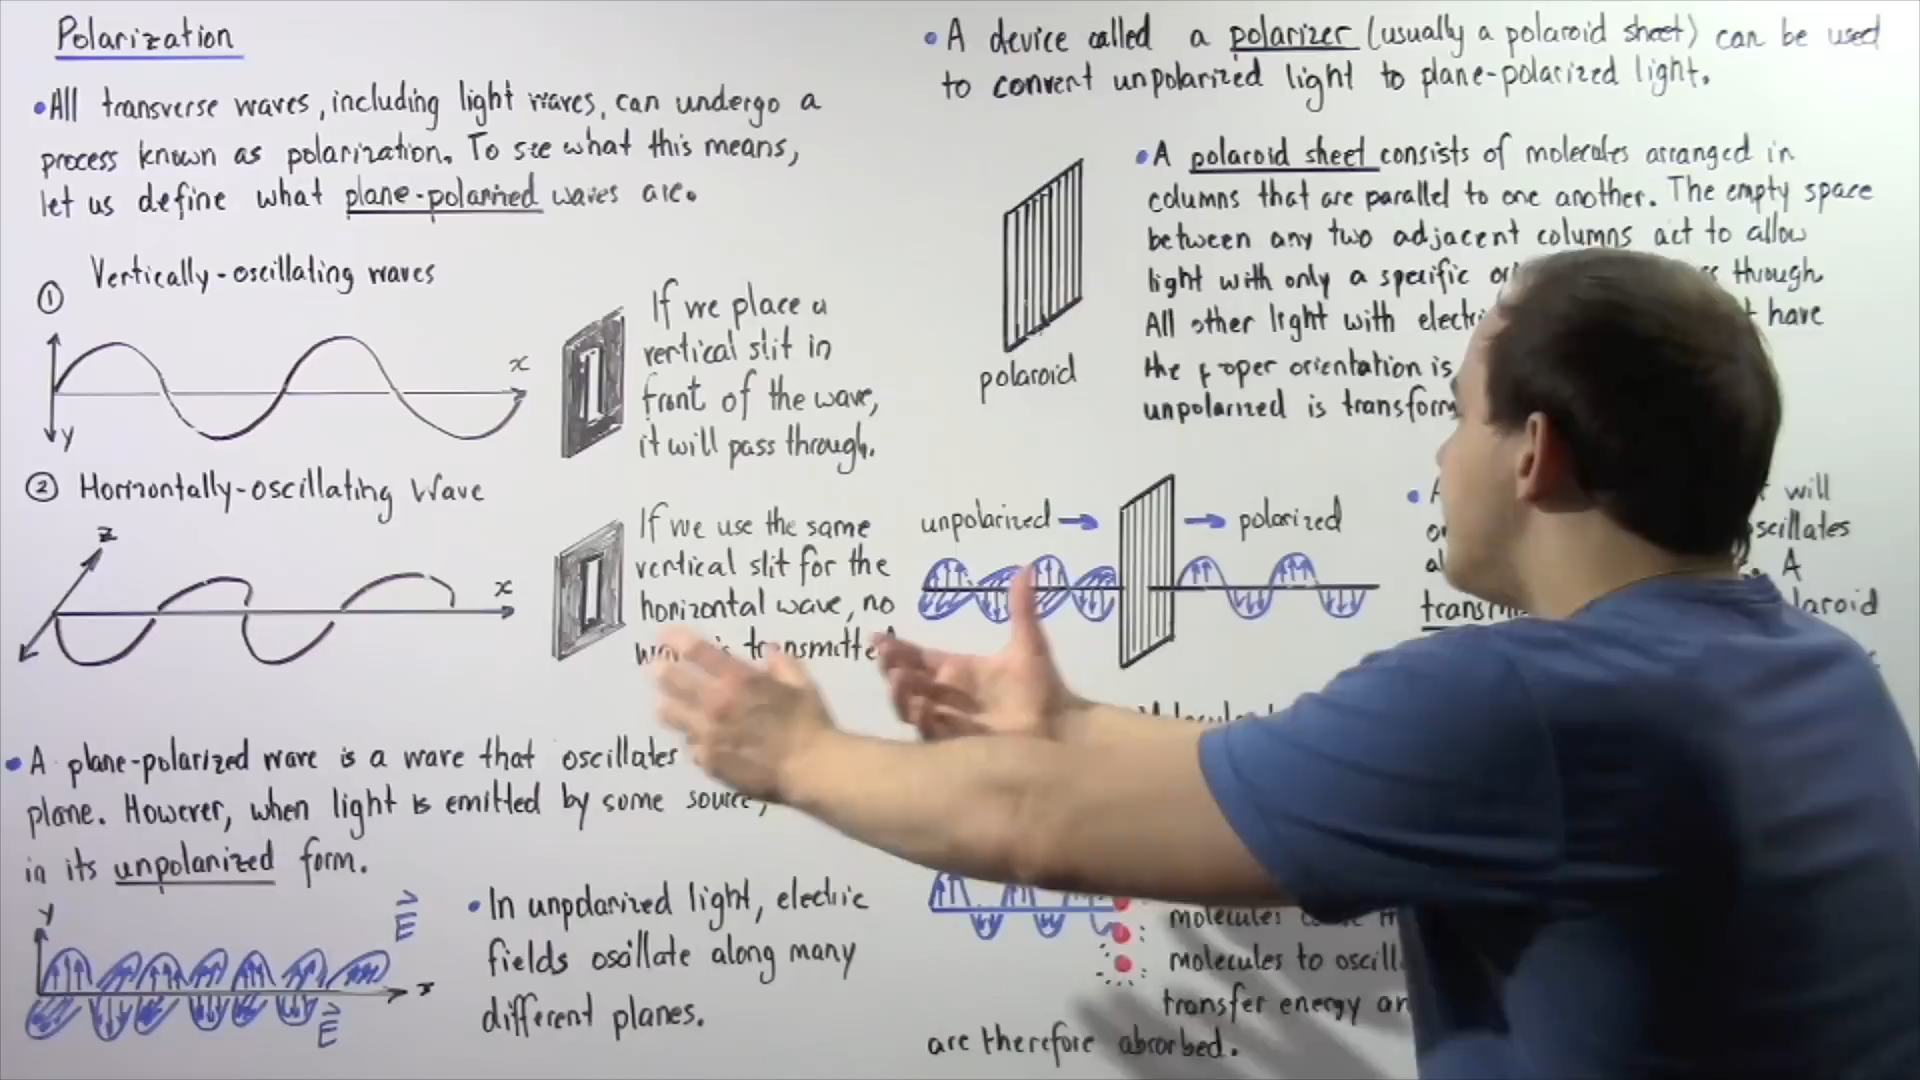 Polarization
•All transverse waves, including light waves, can undergo a
process known as polarization. To see what this means,
let us define what plane-polarized waves are.
① Vertically-oscillating waves
x
y
If we place a
vertical slit in
front of the wave,
it will pass through.
② Horizontally-oscillating Wave
z
x
If we use the same
vertical slit for the
horizontal wave, no
transmitted
• A plane-polarized wave is a wave that oscillates
plane. However, when light is emitted by some source,
in its unpolarized form.
y
E
x
E
• In unpolarized light, electric
fields oscillate along many
different planes.
• A device called a polarizer (usually a polaroid sheet) can be used
to convert unpolarized light to plane-polarized light.
polaroid
• A polaroid sheet consists of molecules arranged in
columns that are parallel to one another. The empty space
between any two adjacent columns act to allow
light with only a specific through
All other light with have
the proper orientation is
unpolarized is
unpolarized → → polarized
• will
oscillates
A
molecules
molecules to
transfer energy
are therefore absorbed.